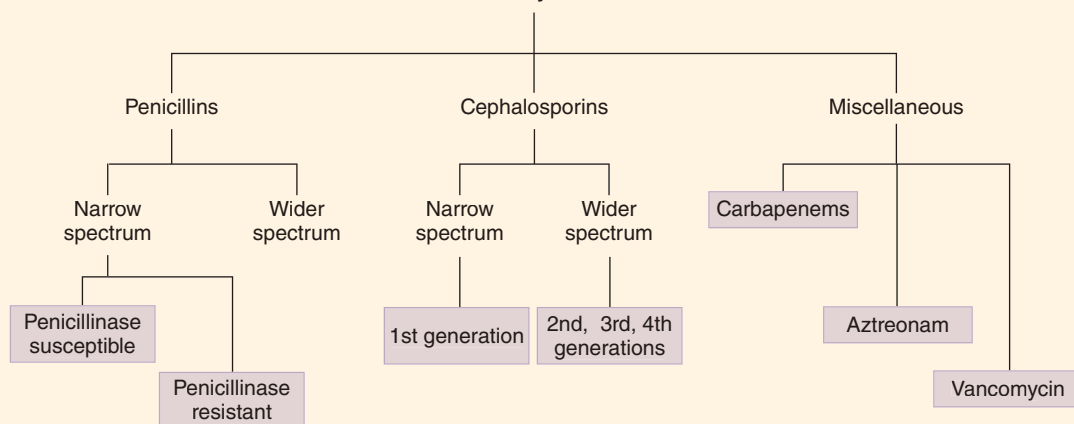 Penicillins
Cephalosporins
Miscellaneous
Narrow
spectrum
Wider
spectrum
Narrow
spectrum
Wider
spectrum
Carbapenems
Penicillinase
susceptible
1st generation
2nd, 3rd, 4th
generations
Aztreonam
Penicillinase
resistant
Vancomycin